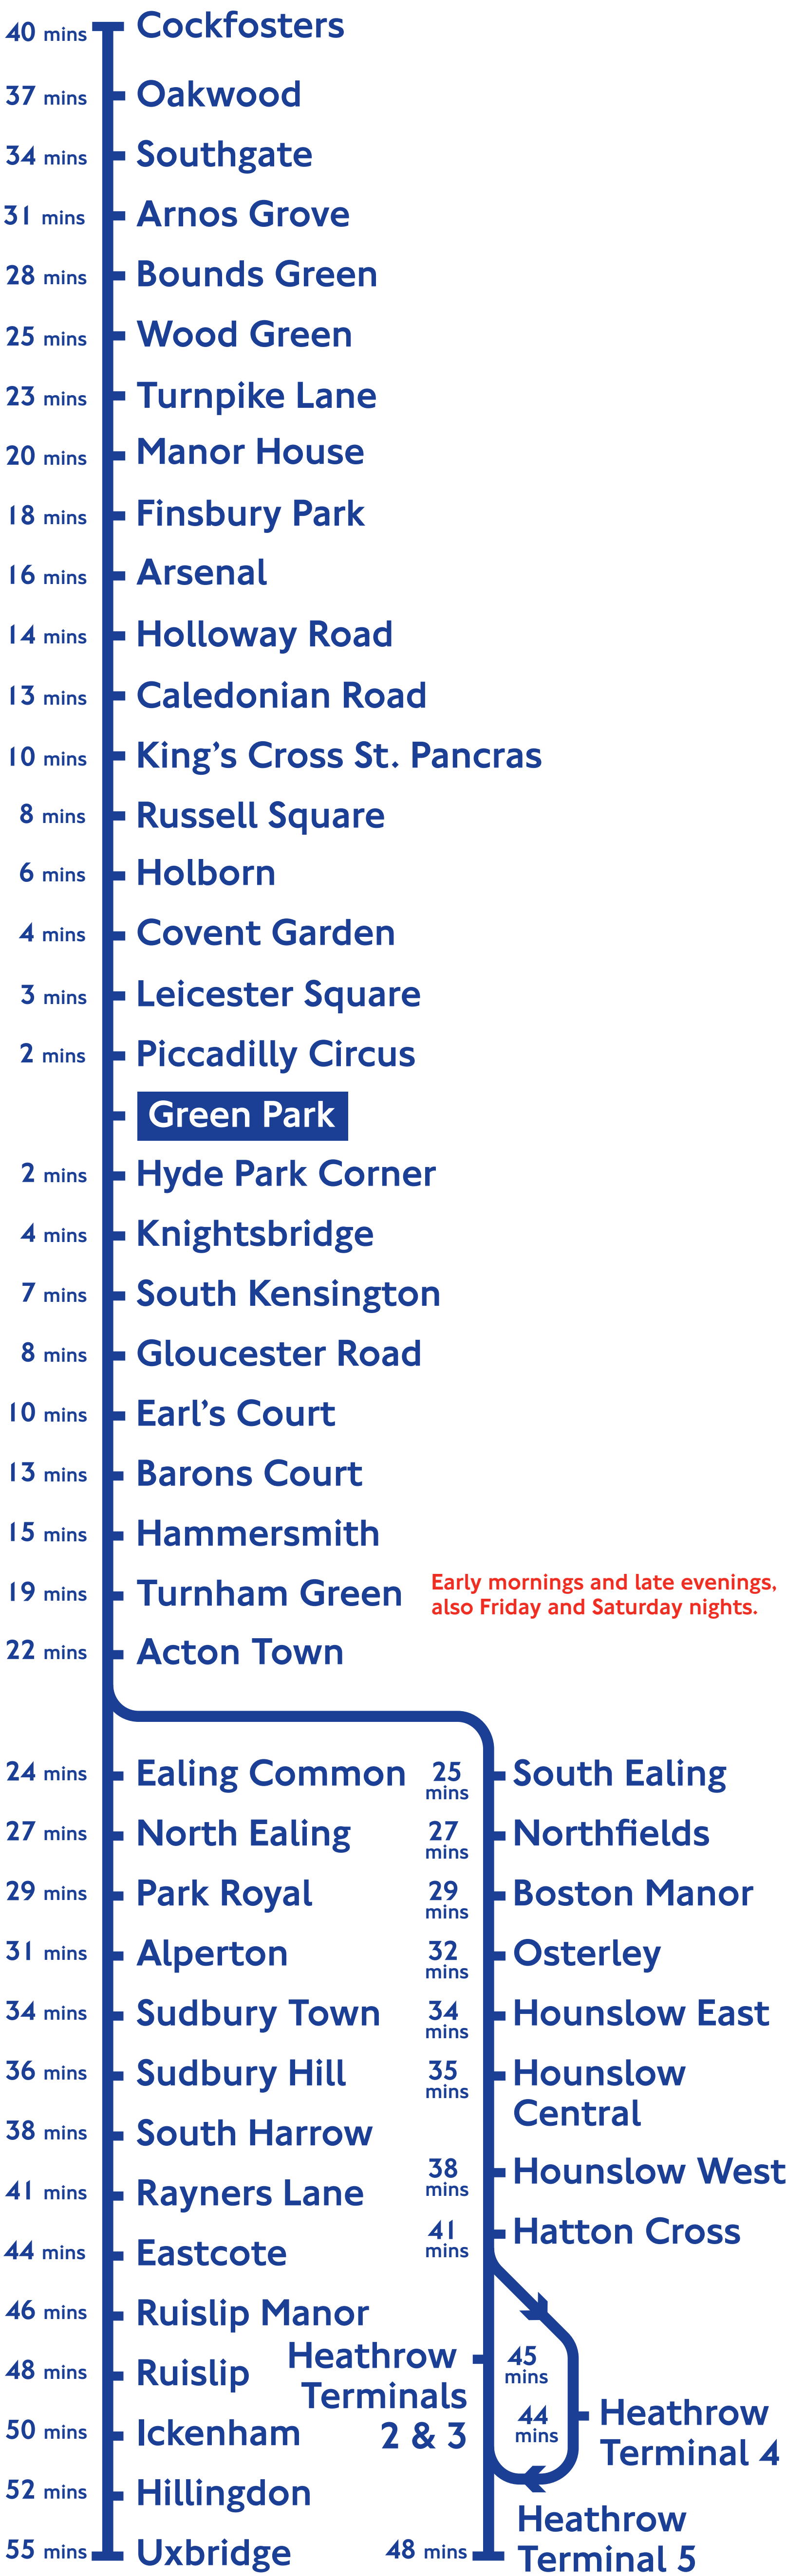 40 mins Cockfosters
37 mins Oakwood
34 mins Southgate
31 mins Arnos Grove
28 mins Bounds Green
25 mins Wood Green
23 mins Turnpike Lane
20 mins Manor House
18 mins Finsbury Park
16 mins Arsenal
14 mins Holloway Road
13 mins Caledonian Road
10 mins King's Cross St. Pancras
8 mins Russell Square
6 mins Holborn
4 mins Covent Garden
3 mins Leicester Square
2 mins Piccadilly Circus
Green Park
2 mins Hyde Park Corner
4 mins Knightsbridge
7 mins South Kensington
8 mins Gloucester Road
10 mins Earl's Court
13 mins Barons Court
15 mins Hammersmith
19 mins Turnham Green
Early mornings and late evenings,
also Friday and Saturday nights.
22 mins Acton Town
24 mins Ealing Common
27 mins North Ealing
29 mins Park Royal
31 mins Alperton
34 mins Sudbury Town
36 mins Sudbury Hill
38 mins South Harrow
41 mins Rayners Lane
44 mins Eastcote
46 mins Ruislip Manor
48 mins Ruislip
50 mins Ickenham
52 mins Hillingdon
55 mins Uxbridge
25
mins
South Ealing
27
mins
Northfields
29
mins
Boston Manor
32
mins
Osterley
34
mins
Hounslow East
35
mins
Hounslow
Central
38
mins
Hounslow West
41
mins
Hatton Cross
Heathrow
Terminals
2 & 3
45
mins
44
mins
Heathrow
Terminal 4
48 mins
Heathrow
Terminal 5